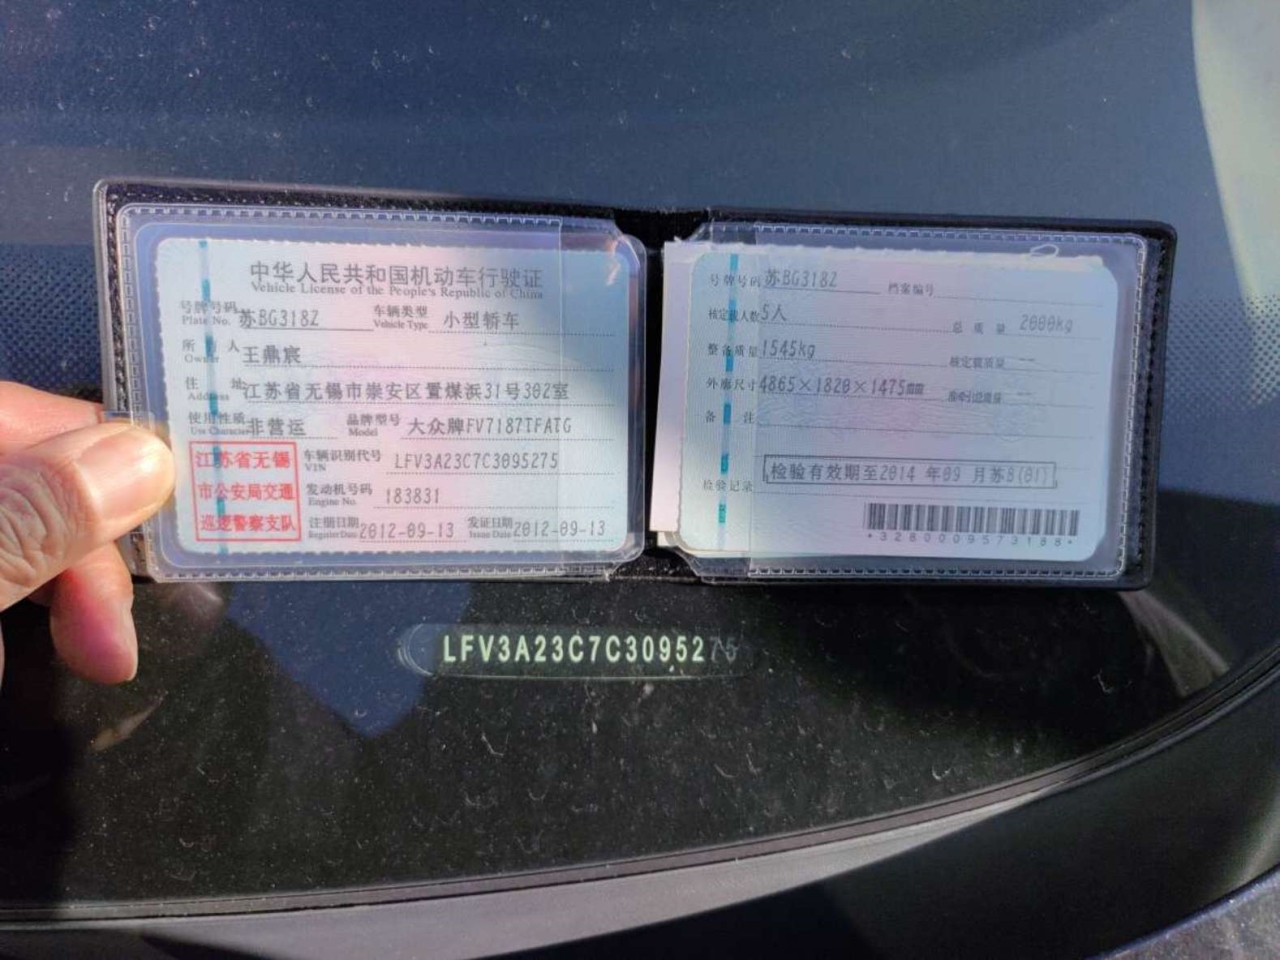 中华人民共和国机动车行驶证
Vehicle License of the People's Republic of China
号牌号码 苏BG318Z 车辆类型 小型轿车
Plate No. Vehicle Type
所有人 王鼎宸
Owner
住址 江苏省无锡市崇安区置煤浜31号302室
Address
使用性质 非营运 品牌型号 大众牌FV7187TFATG
Use Character Model
江苏省无锡
市公安局交通
巡逻警察支队
车辆识别代号 LFV3A23C7C3095275
VIN
发动机号码 183831
Engine No.
注册日期 2012-09-13 发证日期 2012-09-13
Register Date Issue Date
号牌号码 苏BG318Z 档案编号
核定载人数 5人 总质量 2000kg
整备质量 1545kg 核定载质量 --
外廓尺寸 4865×1820×1475mm 准牵引总质量 --
备注
检验记录 检验有效期至2014年09月苏B(01)
*3280009573188*
LFV3A23C7C3095275